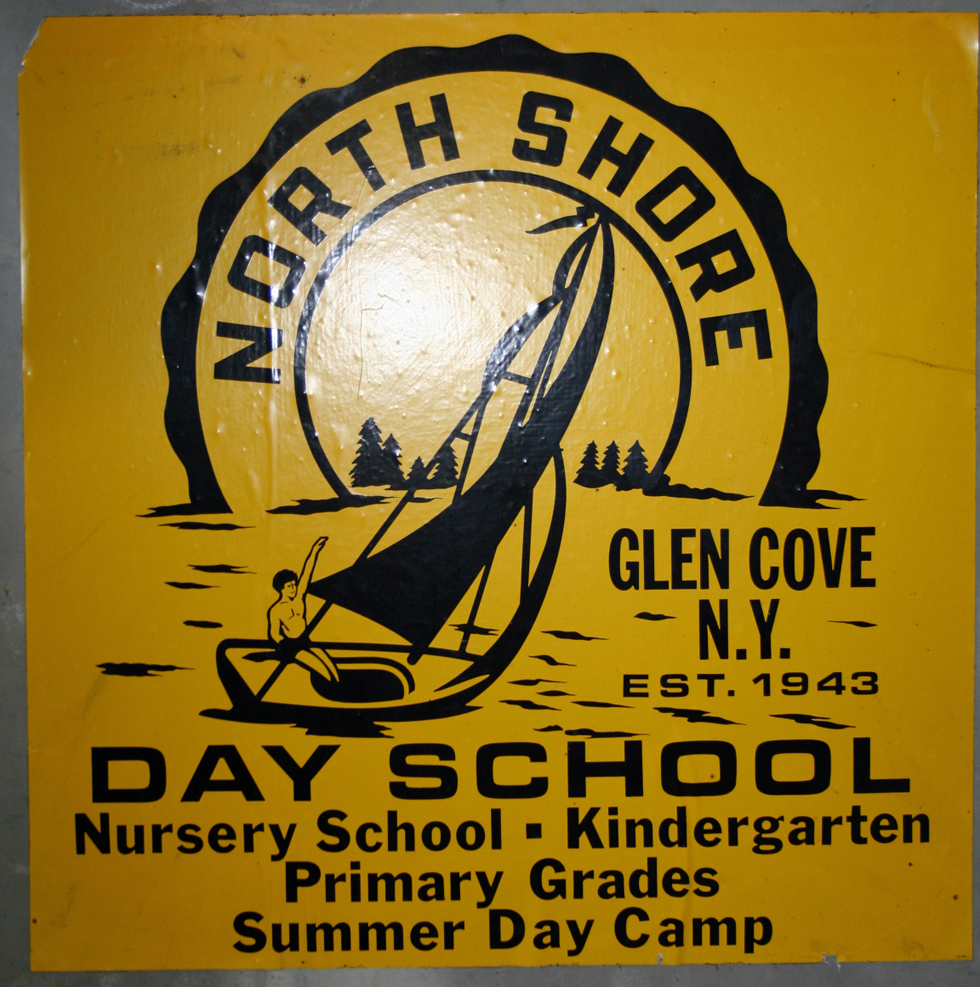 NORTH SHORE
GLEN COVE
N.Y.
EST. 1943
DAY SCHOOL
Nursery School ▪ Kindergarten
Primary Grades
Summer Day Camp